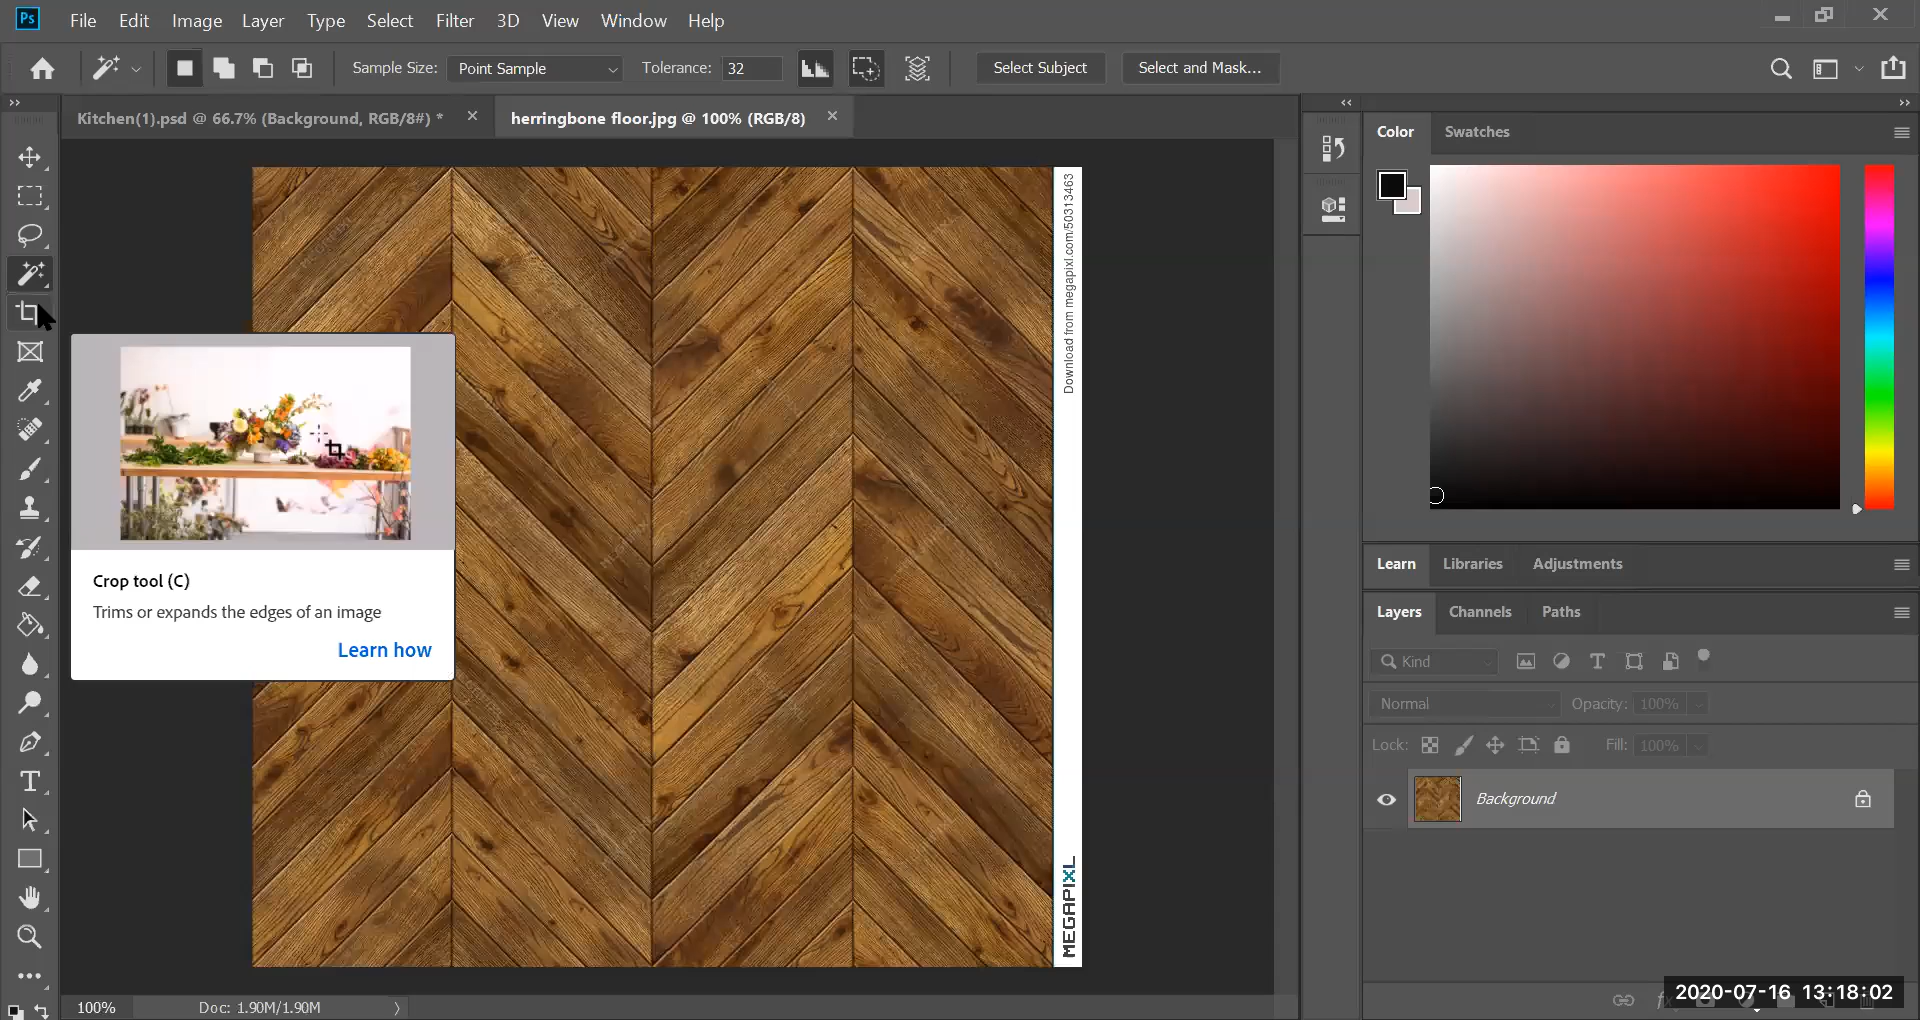 Ps File Edit Image Layer Type Select Filter 3D View Window Help
Sample Size: Point Sample Tolerance: 32 Select Subject Select and Mask...
Kitchen(1).psd @ 66.7% (Background, RGB/8#) * herringbone floor.jpg @ 100% (RGB/8)
Color Swatches
Download from megapixl.com/50313463
MEGAPIXL
Crop tool (C)
Trims or expands the edges of an image
Learn how
Learn Libraries Adjustments
Layers Channels Paths
Kind
Normal Opacity: 100%
Lock: Fill: 100%
Background
100% Doc: 1.90M/1.90M
2020-07-16 13:18:02